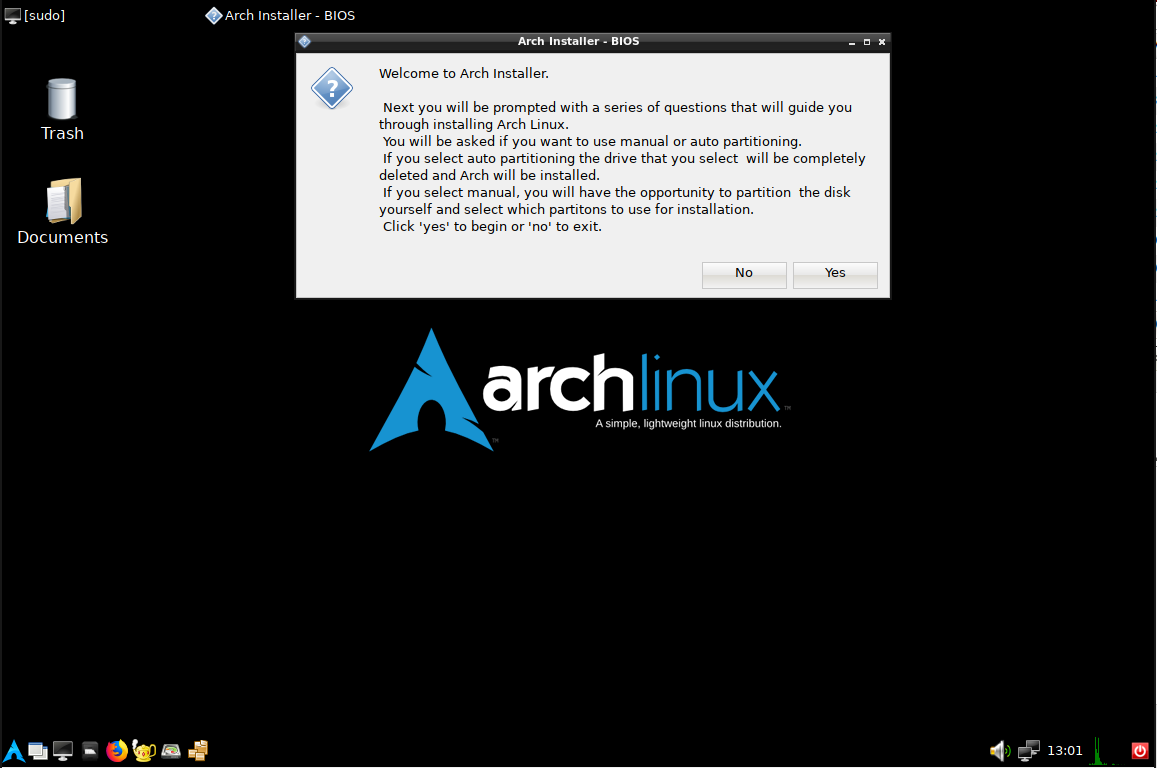 [sudo]
Arch Installer - BIOS
Arch Installer - BIOS
Trash
Documents
Welcome to Arch Installer.
Next you will be prompted with a series of questions that will guide you
through installing Arch Linux.
You will be asked if you want to use manual or auto partitioning.
If you select auto partitioning the drive that you select  will be completely
deleted and Arch will be installed.
If you select manual, you will have the opportunity to partition  the disk
yourself and select which partitons to use for installation.
Click 'yes' to begin or 'no' to exit.
No
Yes
archlinux™
A simple, lightweight linux distribution.
™
13:01